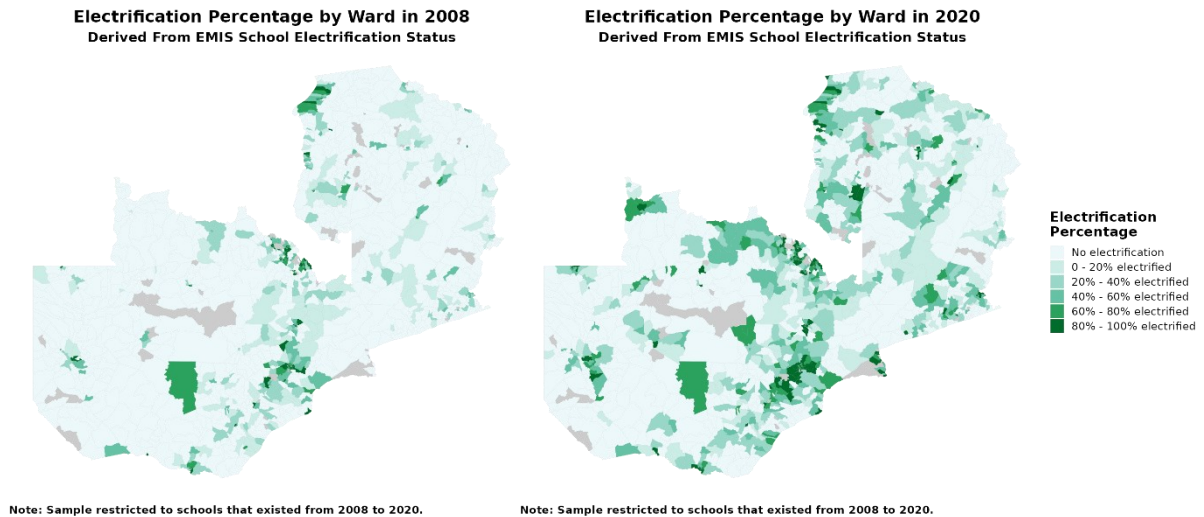 Electrification Percentage by Ward in 2008
Derived From EMIS School Electrification Status
Note: Sample restricted to schools that existed from 2008 to 2020.
Electrification Percentage by Ward in 2020
Derived From EMIS School Electrification Status
Note: Sample restricted to schools that existed from 2008 to 2020.
Electrification
Percentage
No electrification
0 - 20% electrified
20% - 40% electrified
40% - 60% electrified
60% - 80% electrified
80% - 100% electrified